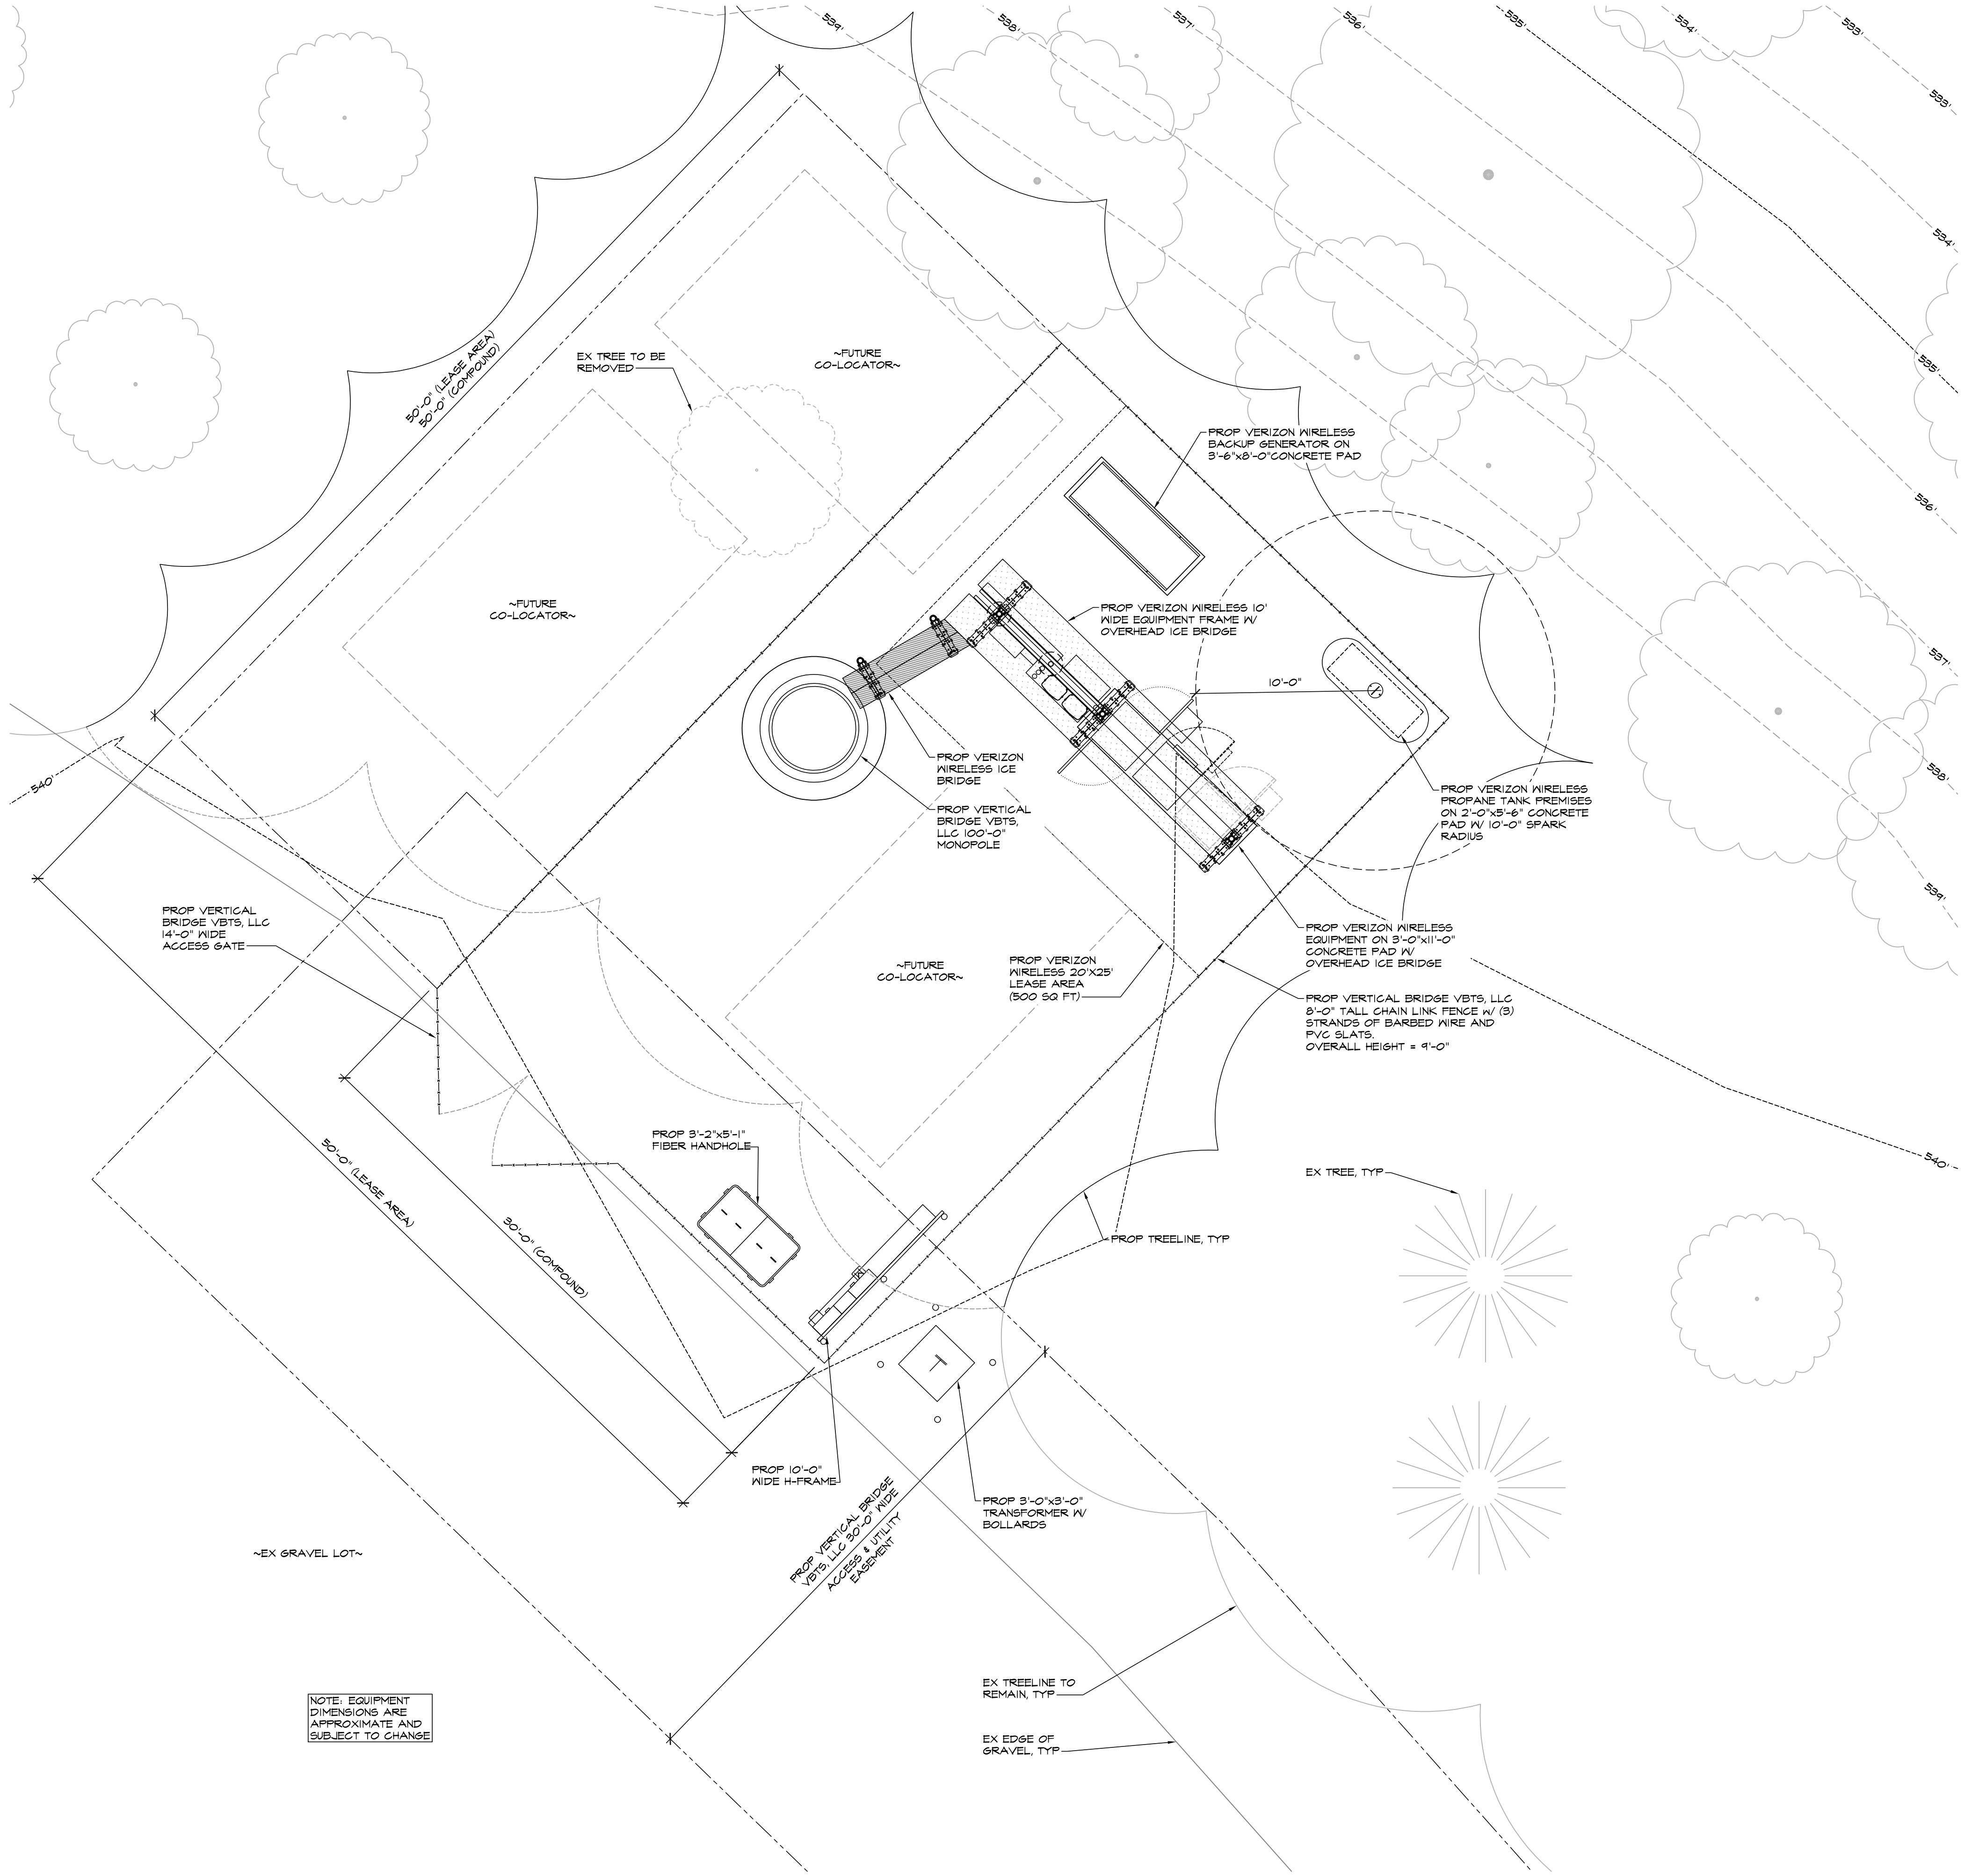 539'
538'
537'
536'
535'
534'
533'
533'
534'
535'
536'
537'
538'
539'
540'
540'
50'-0" (LEASE AREA)
50'-0" (COMPOUND)
EX TREE TO BE
REMOVED
~FUTURE
CO-LOCATOR~
PROP VERIZON WIRELESS
BACKUP GENERATOR ON
3'-6"x8'-0"CONCRETE PAD
~FUTURE
CO-LOCATOR~
PROP VERIZON WIRELESS 10'
WIDE EQUIPMENT FRAME W/
OVERHEAD ICE BRIDGE
10'-0"
PROP VERIZON
WIRELESS ICE
BRIDGE
PROP VERTICAL
BRIDGE VBTS,
LLC 100'-0"
MONOPOLE
PROP VERIZON WIRELESS
PROPANE TANK PREMISES
ON 2'-0"x5'-6" CONCRETE
PAD W/ 10'-0" SPARK
RADIUS
PROP VERTICAL
BRIDGE VBTS, LLC
14'-0" WIDE
ACCESS GATE
~FUTURE
CO-LOCATOR~
PROP VERIZON
WIRELESS 20'X25'
LEASE AREA
(500 SQ FT)
PROP VERIZON WIRELESS
EQUIPMENT ON 3'-0"x11'-0"
CONCRETE PAD W/
OVERHEAD ICE BRIDGE
PROP VERTICAL BRIDGE VBTS, LLC
8'-0" TALL CHAIN LINK FENCE W/ (3)
STRANDS OF BARBED WIRE AND
PVC SLATS.
OVERALL HEIGHT = 9'-0"
PROP 3'-2"x5'-1"
FIBER HANDHOLE
50'-0" (LEASE AREA)
30'-0" (COMPOUND)
EX TREE, TYP
PROP TREELINE, TYP
PROP 10'-0"
WIDE H-FRAME
PROP VERTICAL BRIDGE
VBTS, LLC 30'-0" WIDE
ACCESS & UTILITY
EASEMENT
PROP 3'-0"x3'-0"
TRANSFORMER W/
BOLLARDS
~EX GRAVEL LOT~
EX TREELINE TO
REMAIN, TYP
EX EDGE OF
GRAVEL, TYP
NOTE: EQUIPMENT
DIMENSIONS ARE
APPROXIMATE AND
SUBJECT TO CHANGE